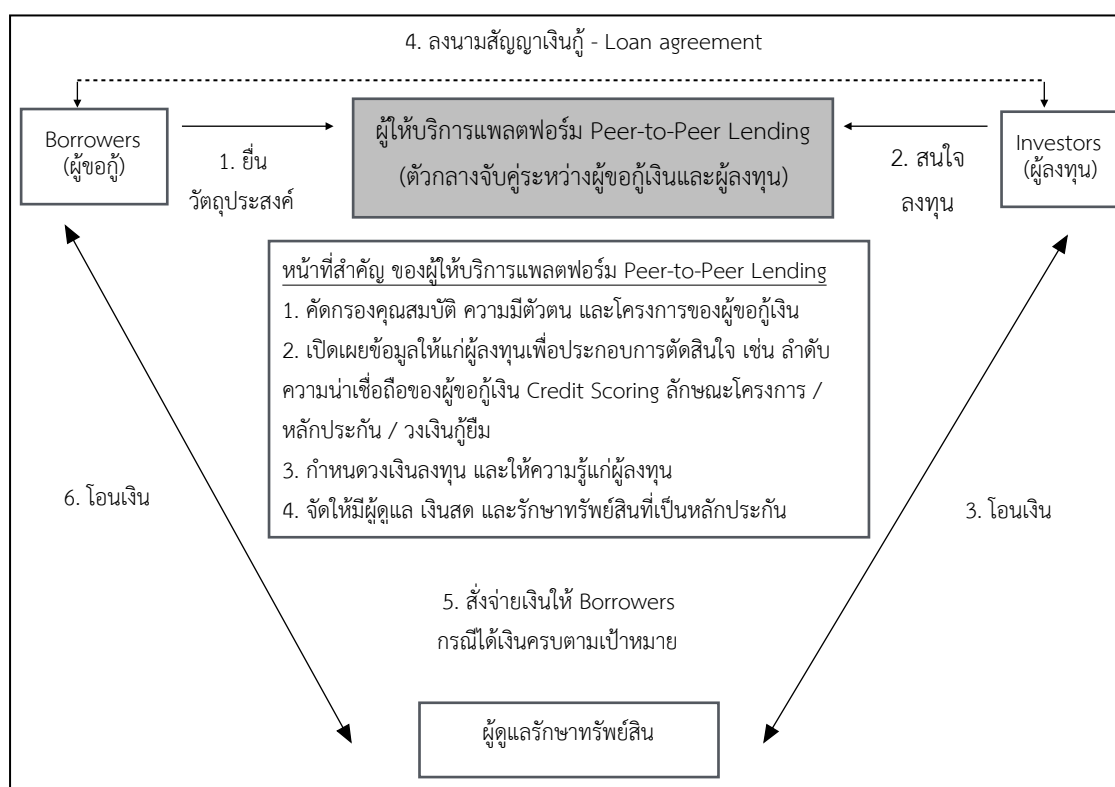 4. ลงนามสัญญาเงินกู้ - Loan agreement
Borrowers
(ผู้ขอกู้)
1. ยื่น
วัตถุประสงค์
ผู้ให้บริการแพลตฟอร์ม Peer-to-Peer Lending
(ตัวกลางจับคู่ระหว่างผู้ขอกู้เงินและผู้ลงทุน)
2. สนใจ
ลงทุน
Investors
(ผู้ลงทุน)
หน้าที่สำคัญ ของผู้ให้บริการแพลตฟอร์ม Peer-to-Peer Lending
1. คัดกรองคุณสมบัติ ความมีตัวตน และโครงการของผู้ขอกู้เงิน
2. เปิดเผยข้อมูลให้แก่ผู้ลงทุนเพื่อประกอบการตัดสินใจ เช่น ลำดับ
ความน่าเชื่อถือของผู้ขอกู้เงิน Credit Scoring ลักษณะโครงการ /
หลักประกัน / วงเงินกู้ยืม
3. กำหนดวงเงินลงทุน และให้ความรู้แก่ผู้ลงทุน
4. จัดให้มีผู้ดูแล เงินสด และรักษาทรัพย์สินที่เป็นหลักประกัน
6. โอนเงิน
3. โอนเงิน
5. สั่งจ่ายเงินให้ Borrowers
กรณีได้เงินครบตามเป้าหมาย
ผู้ดูแลรักษาทรัพย์สิน